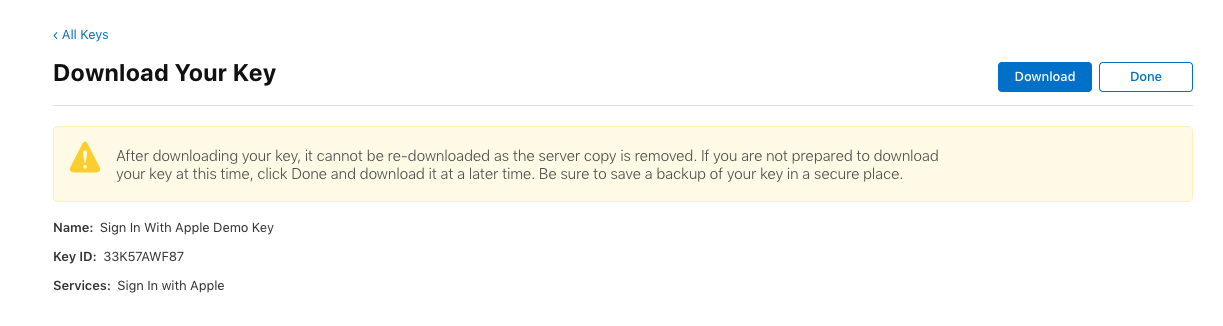 ‹ All Keys
Download Your Key
Download
Done
After downloading your key, it cannot be re-downloaded as the server copy is removed. If you are not prepared to download
your key at this time, click Done and download it at a later time. Be sure to save a backup of your key in a secure place.
Name: Sign In With Apple Demo Key
Key ID: 33K57AWF87
Services: Sign In with Apple